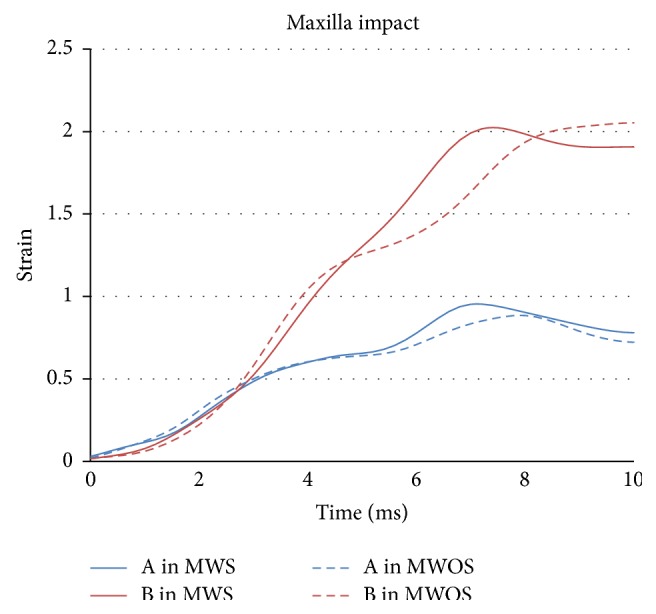 Maxilla impact
2.5
2
1.5
1
0.5
0
Strain
0 2 4 6 8 10
Time (ms)
A in MWS A in MWOS
B in MWS B in MWOS